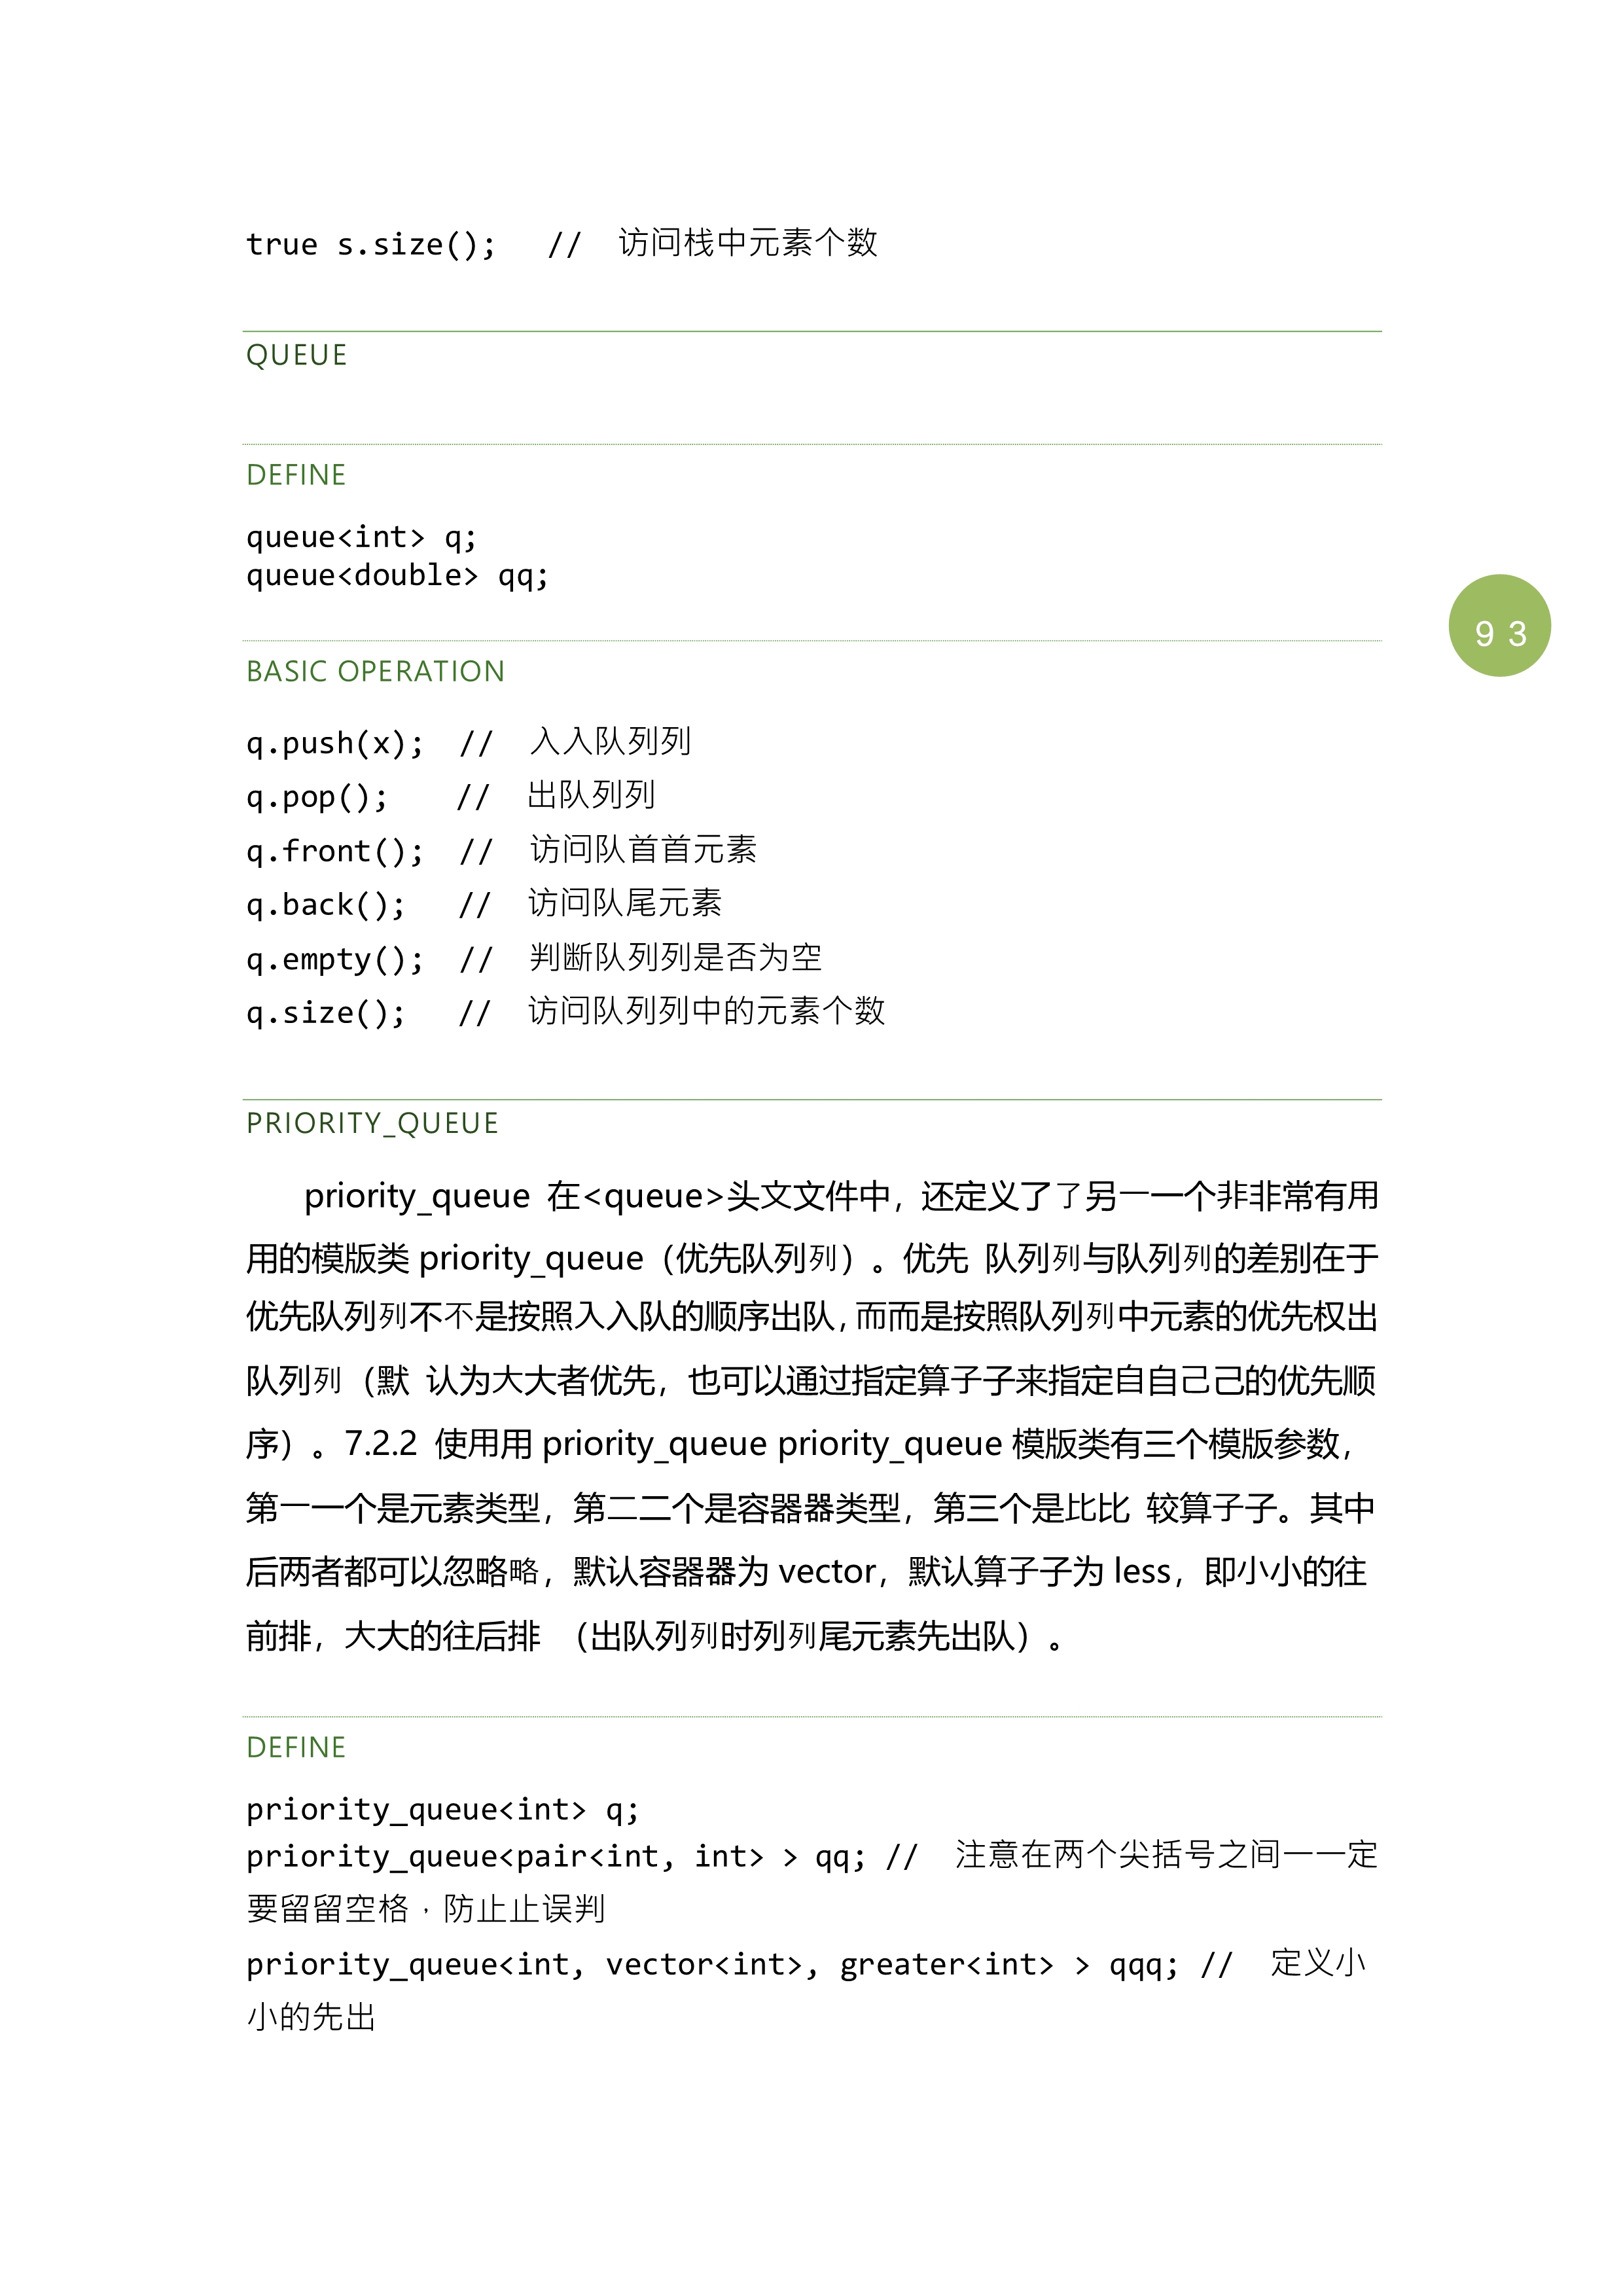 true s.size();   //  访问栈中元素个数
QUEUE
DEFINE
queue<int> q;
queue<double> qq;
93
BASIC OPERATION
q.push(x);  //  入入队列列
q.pop();    //  出队列列
q.front();  //  访问队首首元素
q.back();   //  访问队尾元素
q.empty();  //  判断队列列是否为空
q.size();   //  访问队列列中的元素个数
PRIORITY_QUEUE
priority_queue 在<queue>头文文件中，还定义了了另一一个非非常有用
用的模版类 priority_queue（优先队列列）。优先 队列列与队列列的差别在于
优先队列列不不是按照入入队的顺序出队，而而是按照队列列中元素的优先权出
队列列（默 认为大大者优先，也可以通过指定算子子来指定自自己己的优先顺
序）。7.2.2 使用用 priority_queue priority_queue 模版类有三个模版参数，
第一一个是元素类型，第二二个是容器器类型，第三个是比比 较算子子。其中
后两者都可以忽略略，默认容器器为 vector，默认算子子为 less，即小小的往
前排，大大的往后排 （出队列列时列列尾元素先出队）。
DEFINE
priority_queue<int> q;
priority_queue<pair<int, int> > qq; //  注意在两个尖括号之间一一定
要留留空格，防止止误判
priority_queue<int, vector<int>, greater<int> > qqq; //  定义小
小的先出